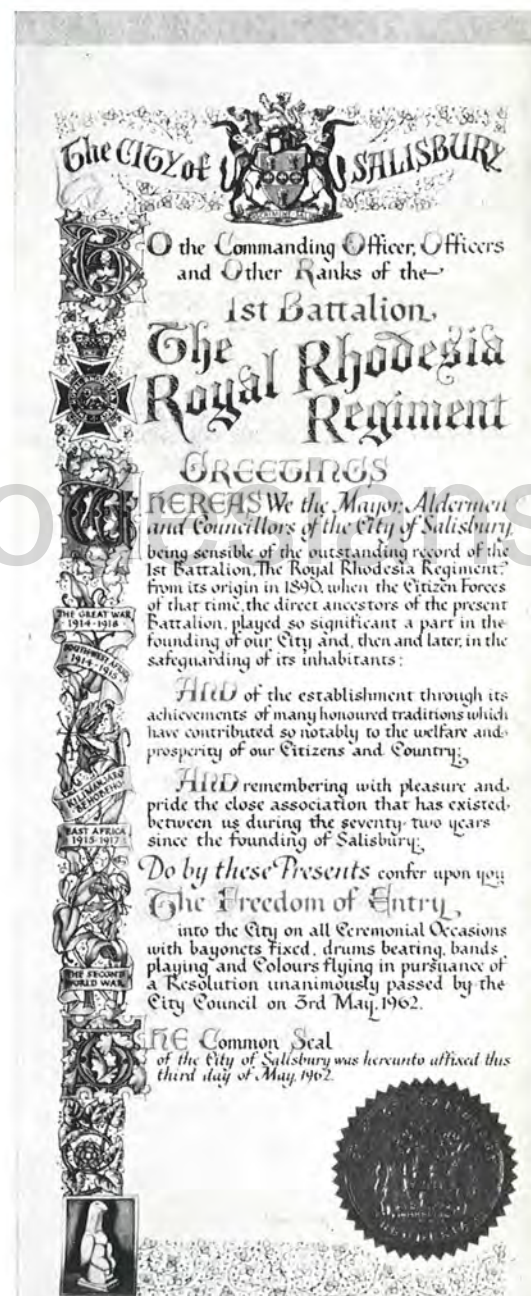 The CITY of SALISBURY
DISCRIMINE SALUS
TO the Commanding Officer, Officers
and Other Ranks of the
1st Battalion,
The
Royal Rhodesia
Regiment
GREETINGS
WHEREAS We the Mayor, Aldermen
and Councillors of the City of Salisbury,
being sensible of the outstanding record of the
1st Battalion, The Royal Rhodesia Regiment,
from its origin in 1890, when the Citizen Forces
of that time, the direct ancestors of the present
Battalion, played so significant a part in the
founding of our City and, then and later, in the
safeguarding of its inhabitants;
AND of the establishment through its
achievements of many honoured traditions which
have contributed so notably to the welfare and
prosperity of our Citizens and Country;
AND remembering with pleasure and
pride the close association that has existed
between us during the seventy-two years
since the founding of Salisbury;
Do by these Presents confer upon you
The Freedom of Entry
into the City on all Ceremonial Occasions
with bayonets fixed, drums beating, bands
playing and Colours flying in pursuance of
a Resolution unanimously passed by the
City Council on 3rd May, 1962.
THE Common Seal
of the City of Salisbury was hereunto affixed this
third day of May, 1962.
THE GREAT WAR
1914-1918
SOUTH WEST AFRICA
1914-1915
KILIMANJARO
BEHOBEHO
EAST AFRICA
1915-1917
THE SECOND
WORLD WAR